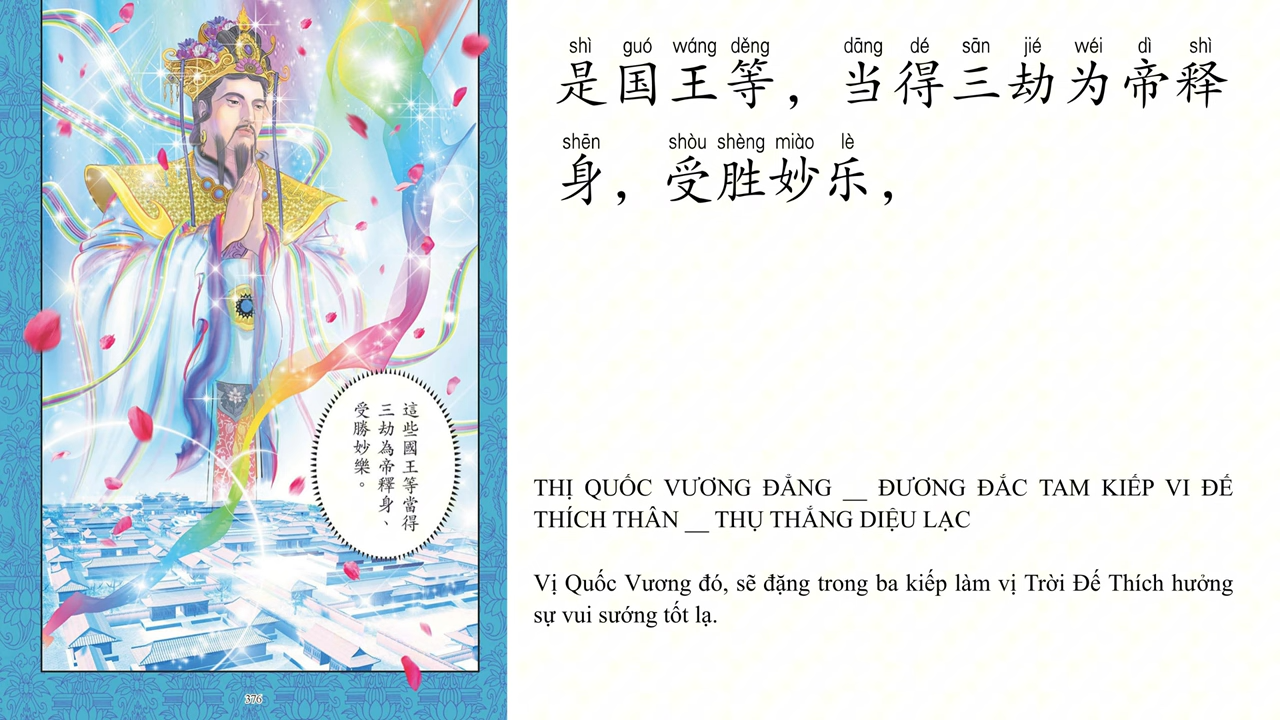 這些國王等當得
三劫為帝釋身、
受勝妙樂。
376
shì guó wáng děng dāng dé sān jié wéi dì shì
是国王等，当得三劫为帝释
shēn shòu shèng miào lè
身，受胜妙乐，
THỊ QUỐC VƯƠNG ĐẲNG __ ĐƯƠNG ĐẮC TAM KIẾP VI ĐẾ
THÍCH THÂN __ THỤ THẮNG DIỆU LẠC
Vị Quốc Vương đó, sẽ đặng trong ba kiếp làm vị Trời Đế Thích hưởng
sự vui sướng tốt lạ.